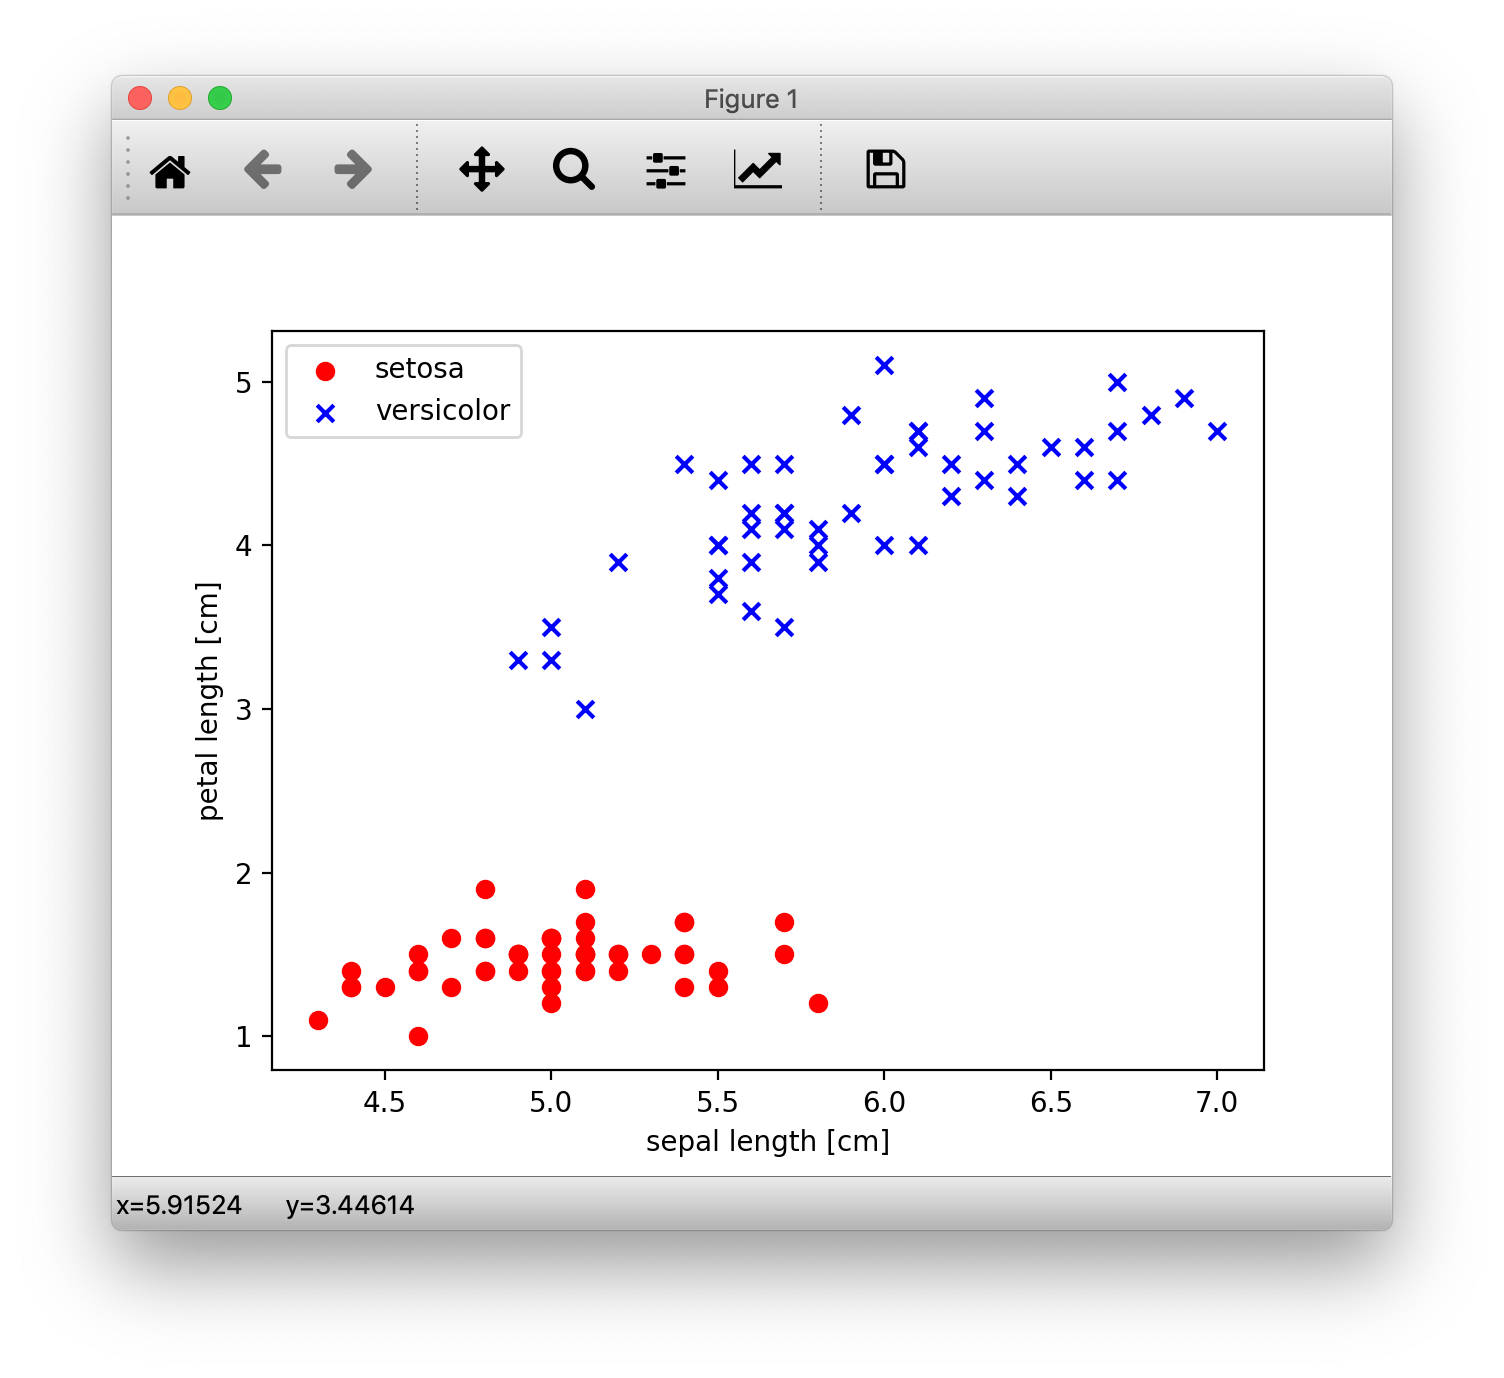 Figure 1
setosa
versicolor
5
4
3
2
1
petal length [cm]
4.5 5.0 5.5 6.0 6.5 7.0
sepal length [cm]
x=5.91524 y=3.44614